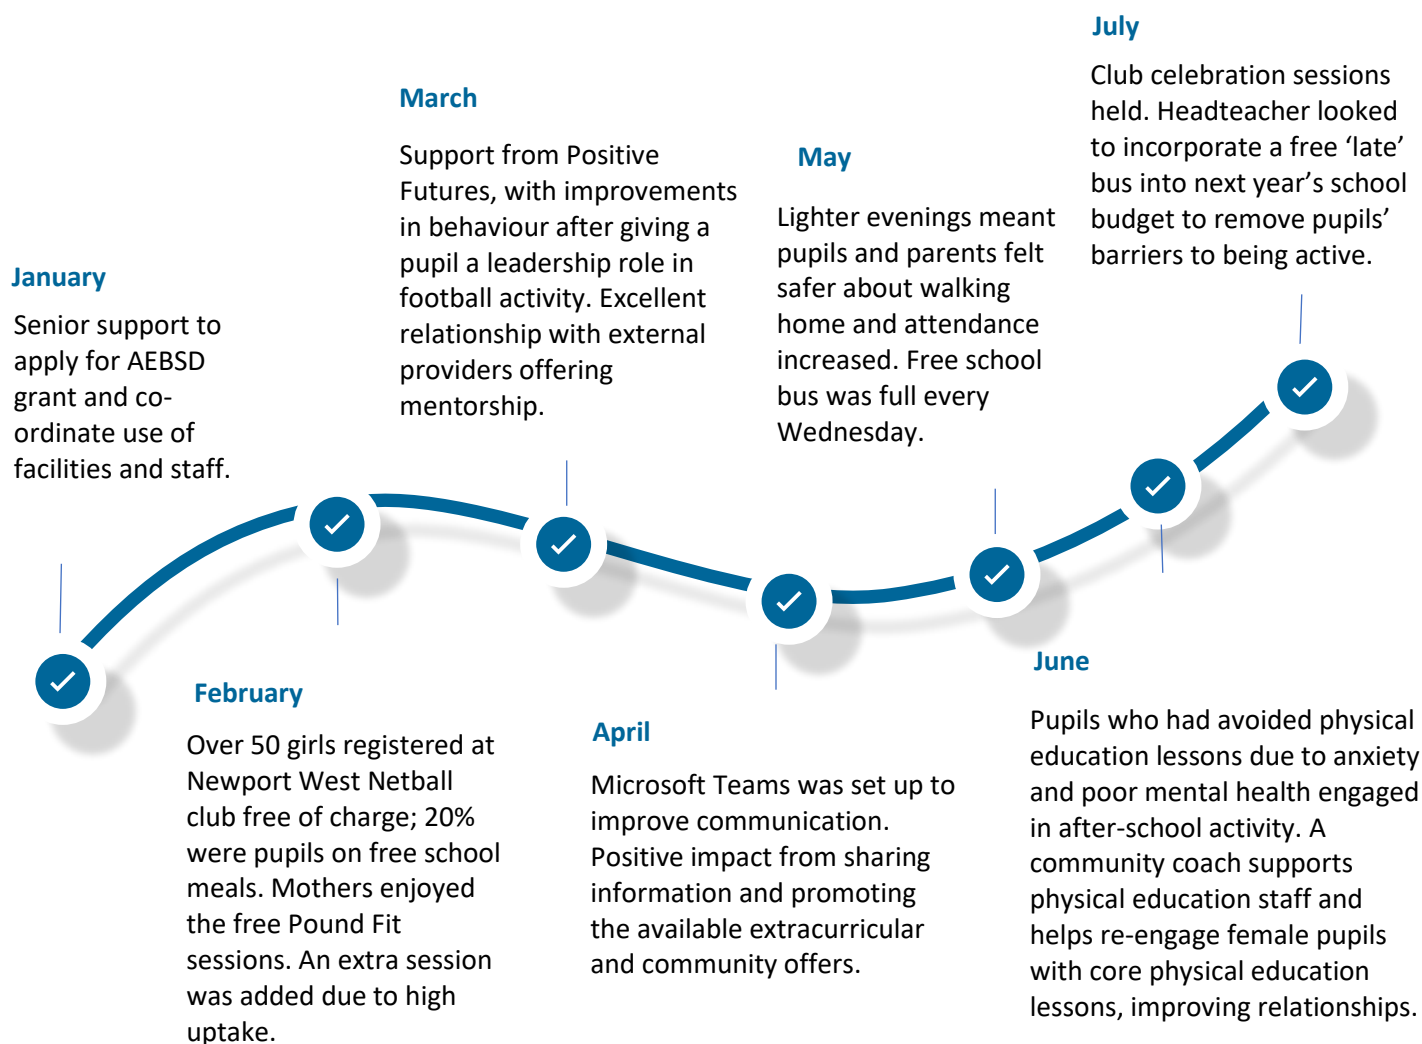 January
Senior support to
apply for AEBSD
grant and co-
ordinate use of
facilities and staff.
February
Over 50 girls registered at
Newport West Netball
club free of charge; 20%
were pupils on free school
meals. Mothers enjoyed
the free Pound Fit
sessions. An extra session
was added due to high
uptake.
March
Support from Positive
Futures, with improvements
in behaviour after giving a
pupil a leadership role in
football activity. Excellent
relationship with external
providers offering
mentorship.
April
Microsoft Teams was set up to
improve communication.
Positive impact from sharing
information and promoting
the available extracurricular
and community offers.
May
Lighter evenings meant
pupils and parents felt
safer about walking
home and attendance
increased. Free school
bus was full every
Wednesday.
June
Pupils who had avoided physical
education lessons due to anxiety
and poor mental health engaged
in after-school activity. A
community coach supports
physical education staff and
helps re-engage female pupils
with core physical education
lessons, improving relationships.
July
Club celebration sessions
held. Headteacher looked
to incorporate a free ‘late’
bus into next year’s school
budget to remove pupils’
barriers to being active.